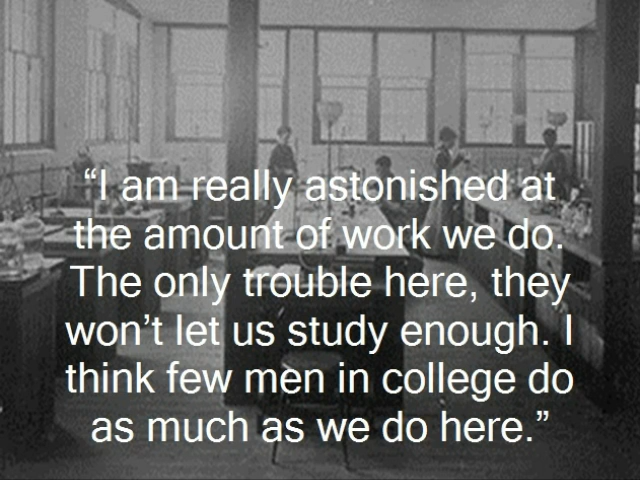 “I am really astonished at
the amount of work we do.
The only trouble here, they
won’t let us study enough. I
think few men in college do
as much as we do here.”